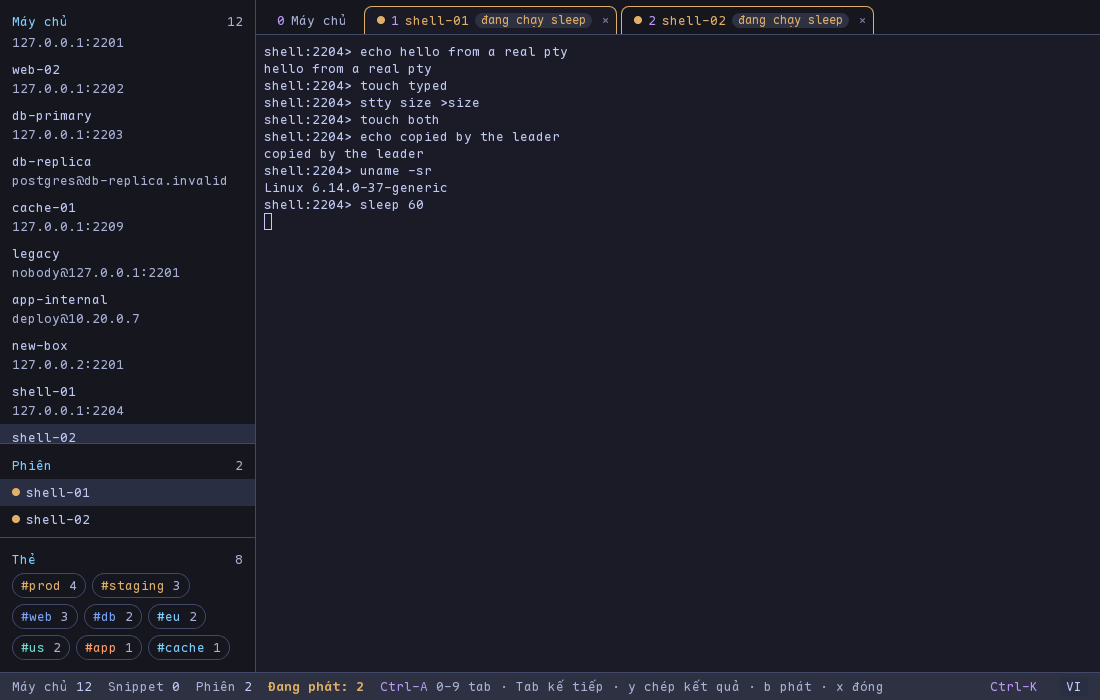 Máy chủ 12
127.0.0.1:2201
web-02
127.0.0.1:2202
db-primary
127.0.0.1:2203
db-replica
postgres@db-replica.invalid
cache-01
127.0.0.1:2209
legacy
nobody@127.0.0.1:2201
app-internal
deploy@10.20.0.7
new-box
127.0.0.2:2201
shell-01
127.0.0.1:2204
shell-02
Phiên 2
shell-01
shell-02
Thẻ 8
#prod 4 #staging 3
#web 3 #db 2 #eu 2
#us 2 #app 1 #cache 1
0 Máy chủ 1 shell-01 đang chạy sleep × 2 shell-02 đang chạy sleep ×
shell:2204> echo hello from a real pty
hello from a real pty
shell:2204> touch typed
shell:2204> stty size >size
shell:2204> touch both
shell:2204> echo copied by the leader
copied by the leader
shell:2204> uname -sr
Linux 6.14.0-37-generic
shell:2204> sleep 60
Máy chủ 12 Snippet 0 Phiên 2 Đang phát: 2 Ctrl-A 0-9 tab · Tab kế tiếp · y chép kết quả · b phát · x đóng Ctrl-K VI